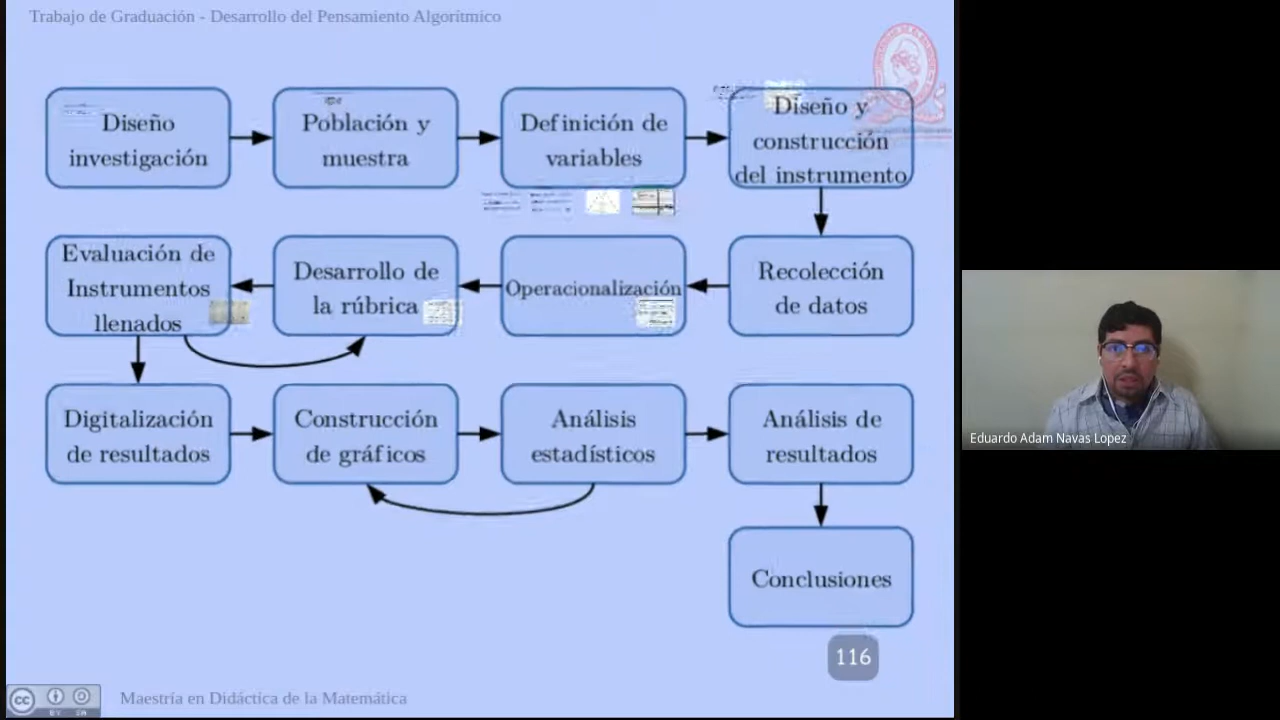 Trabajo de Graduación - Desarrollo del Pensamiento Algorítmico
Diseño
investigación
Población y
muestra
Definición de
variables
Diseño y
construcción
del instrumento
Evaluación de
Instrumentos
llenados
Desarrollo de
la rúbrica
Operacionalización
Recolección
de datos
Digitalización
de resultados
Construcción
de gráficos
Análisis
estadísticos
Análisis de
resultados
Conclusiones
116
cc
BY
Maestría en Didáctica de la Matemática
Eduardo Adam Navas Lopez